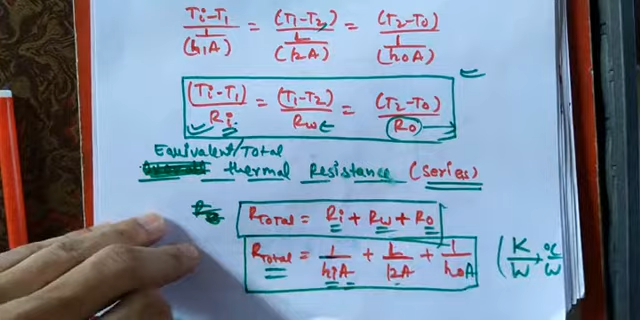 (Ti-T1)/(1/(hiA)) = (T1-T2)/(L/(kA)) = (T2-To)/(1/(hoA))
(Ti-T1)/Ri = (T1-T2)/Rw = (T2-To)/Ro
Equivalent/Total
thermal Resistance (series)
RTotal = Ri + Rw + Ro
RTotal = 1/hiA + L/kA + 1/hoA (K/W, °C/W